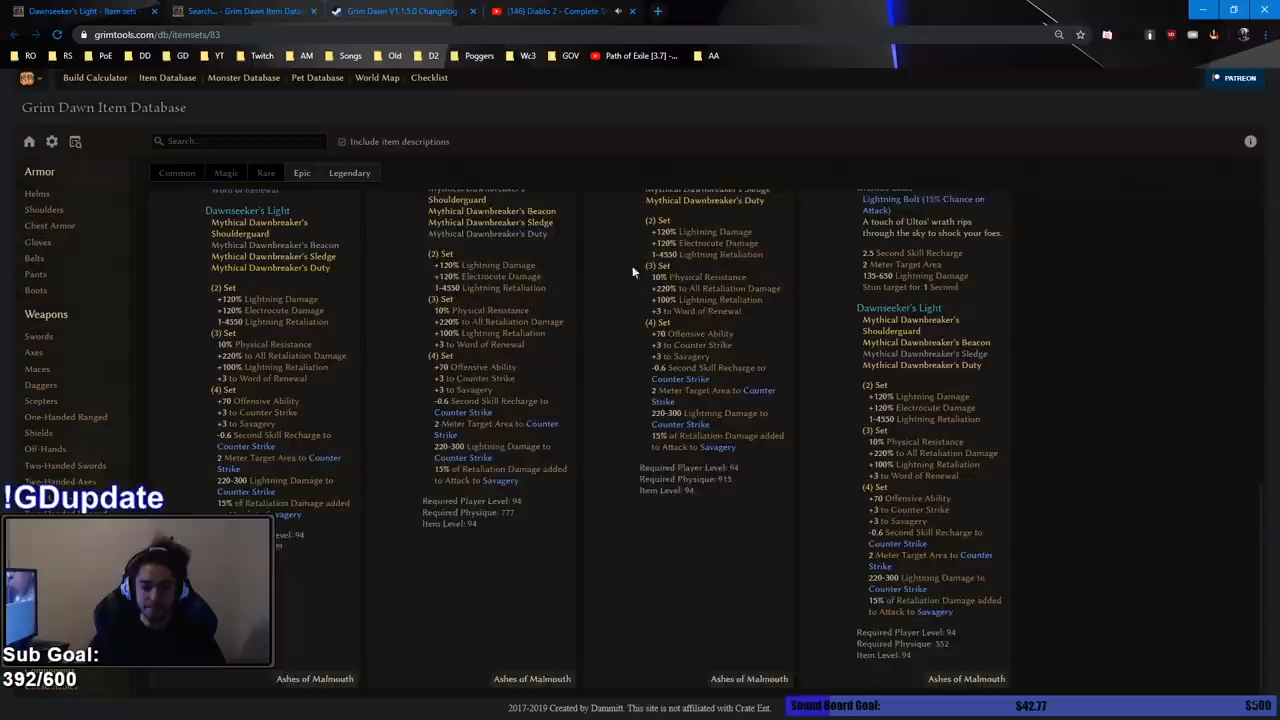 Dawnseeker's Light - Item sets
Search... - Grim Dawn Item Data
Grim Dawn V1.1.5.0 Changelog
(146) Diablo 2 - Complete S
grimtools.com/db/itemsets/83
RO
RS
PoE
DD
GD
YT
Twitch
AM
Songs
Old
D2
Poggers
Wc3
GOV
Path of Exile [3.7] -...
AA
Build Calculator
Item Database
Monster Database
Pet Database
World Map
Checklist
PATREON
Grim Dawn Item Database
Search..
Include item descriptions
Common
Magic
Rare
Epic
Legendary
Armor
Helms
Shoulders
Chest Armor
Gloves
Belts
Pants
Boots
Weapons
Swords
Axes
Maces
Daggers
Scepters
One-Handed Ranged
Shields
Off-Hands
Two-Handed Swords
Two-Handed Axes
Word of Renewal
Dawnseeker's Light
Mythical Dawnbreaker's
Shoulderguard
Mythical Dawnbreaker's Beacon
Mythical Dawnbreaker's Sledge
Mythical Dawnbreaker's Duty
(2) Set
+120% Lightning Damage
+120% Electrocute Damage
1-4550 Lightning Retaliation
(3) Set
10% Physical Resistance
+220% to All Retaliation Damage
+100% Lightning Retaliation
+3 to Word of Renewal
(4) Set
+70 Offensive Ability
+3 to Counter Strike
+3 to Savagery
-0.6 Second Skill Recharge to
Counter Strike
2 Meter Target Area to Counter
Strike
220-300 Lightning Damage to
Counter Strike
15% of Retaliation Damage added
Ashes of Malmouth
Mythical Dawnbreaker's
Shoulderguard
Mythical Dawnbreaker's Beacon
Mythical Dawnbreaker's Sledge
Mythical Dawnbreaker's Duty
(2) Set
+120% Lightning Damage
+120% Electrocute Damage
1-4550 Lightning Retaliation
(3) Set
10% Physical Resistance
+220% to All Retaliation Damage
+100% Lightning Retaliation
+3 to Word of Renewal
(4) Set
+70 Offensive Ability
+3 to Counter Strike
+3 to Savagery
-0.6 Second Skill Recharge to
Counter Strike
2 Meter Target Area to Counter
Strike
220-300 Lightning Damage to
Counter Strike
15% of Retaliation Damage added
to Attack to Savagery
Required Player Level: 94
Required Physique: 777
Item Level: 94
Ashes of Malmouth
Mythical Dawnbreaker's Sledge
Mythical Dawnbreaker's Duty
(2) Set
+120% Lightning Damage
+120% Electrocute Damage
1-4550 Lightning Retaliation
(3) Set
10% Physical Resistance
+220% to All Retaliation Damage
+100% Lightning Retaliation
+3 to Word of Renewal
(4) Set
+70 Offensive Ability
+3 to Counter Strike
+3 to Savagery
-0.6 Second Skill Recharge to
Counter Strike
2 Meter Target Area to Counter
Strike
220-300 Lightning Damage to
Counter Strike
15% of Retaliation Damage added
to Attack to Savagery
Required Player Level: 94
Required Physique: 915
Item Level: 94
Ashes of Malmouth
Lightning Bolt (15% Chance on
Attack)
A touch of Ultos' wrath rips
through the sky to shock your foes.
2.5 Second Skill Recharge
2 Meter Target Area
135-650 Lightning Damage
Stun target for 1 Second
Dawnseeker's Light
Mythical Dawnbreaker's
Shoulderguard
Mythical Dawnbreaker's Beacon
Mythical Dawnbreaker's Sledge
Mythical Dawnbreaker's Duty
(2) Set
+120% Lightning Damage
+120% Electrocute Damage
1-4550 Lightning Retaliation
(3) Set
10% Physical Resistance
+220% to All Retaliation Damage
+100% Lightning Retaliation
+3 to Word of Renewal
(4) Set
+70 Offensive Ability
+3 to Counter Strike
+3 to Savagery
-0.6 Second Skill Recharge to
Counter Strike
2 Meter Target Area to Counter
Strike
220-300 Lightning Damage to
Counter Strike
15% of Retaliation Damage added
to Attack to Savagery
Required Player Level: 94
Required Physique: 552
Item Level: 94
Ashes of Malmouth
!GDupdate
Sub Goal:
392/600
2017-2019 Created by Dammitt. This site is not affiliated with Crate Ent.
Sound Board Goal: $42.77 $500